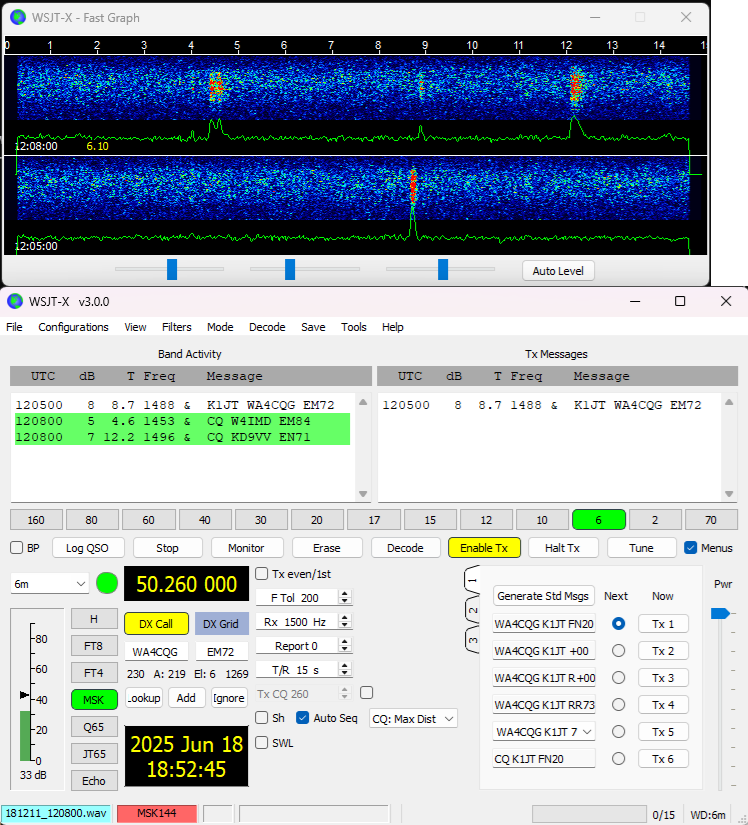 WSJT-X - Fast Graph
0 1 2 3 4 5 6 7 8 9 10 11 12 13 14
12:08:00 6.10
12:05:00
Auto Level
WSJT-X v3.0.0
File Configurations View Filters Mode Decode Save Tools Help
Band Activity Tx Messages
UTC dB T Freq Message UTC dB T Freq Message
120500 8 8.7 1488 & K1JT WA4CQG EM72 120500 8 8.7 1488 & K1JT WA4CQG EM72
120800 5 4.6 1453 & CQ W4IMD EM84
120800 7 12.2 1496 & CQ KD9VV EN71
160 80 60 40 30 20 17 15 12 10 6 2 70
BP Log QSO Stop Monitor Erase Decode Enable Tx Halt Tx Tune Menus
6m 50.260 000 Tx even/1st Pwr
F Tol 200
Rx 1500 Hz
Report 0
T/R 15 s
Tx CQ 260
Sh Auto Seq CQ: Max Dist
SWL
DX Call DX Grid
WA4CQG EM72
230 A: 219 El: 6 1269
Lookup Add Ignore
2025 Jun 18
18:52:45
H
FT8
FT4
MSK
Q65
JT65
Echo
80
60
40
20
0
33 dB
1
2
3
Generate Std Msgs Next Now
WA4CQG K1JT FN20 Tx 1
WA4CQG K1JT +00 Tx 2
WA4CQG K1JT R+00 Tx 3
WA4CQG K1JT RR73 Tx 4
WA4CQG K1JT 7 Tx 5
CQ K1JT FN20 Tx 6
181211_120800.wav MSK144 0/15 WD:6m